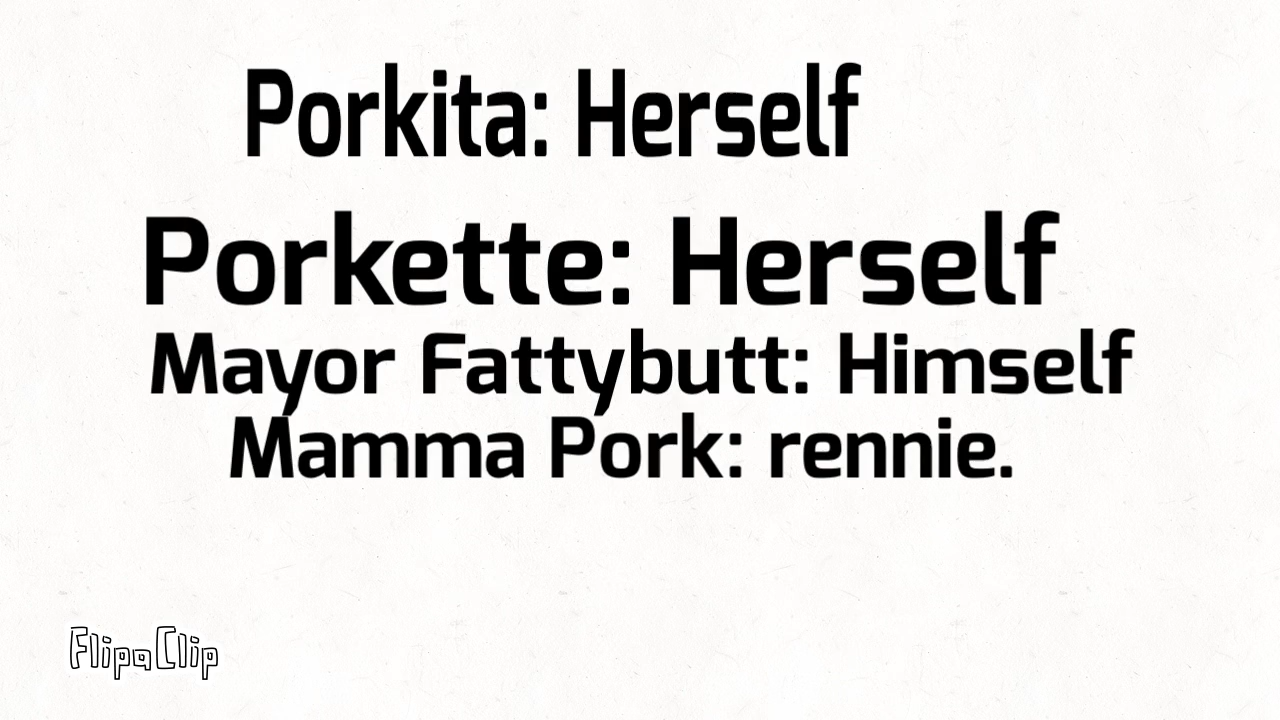 Porkita: Herself
Porkette: Herself
Mayor Fattybutt: Himself
Mamma Pork: rennie.
FlipaClip